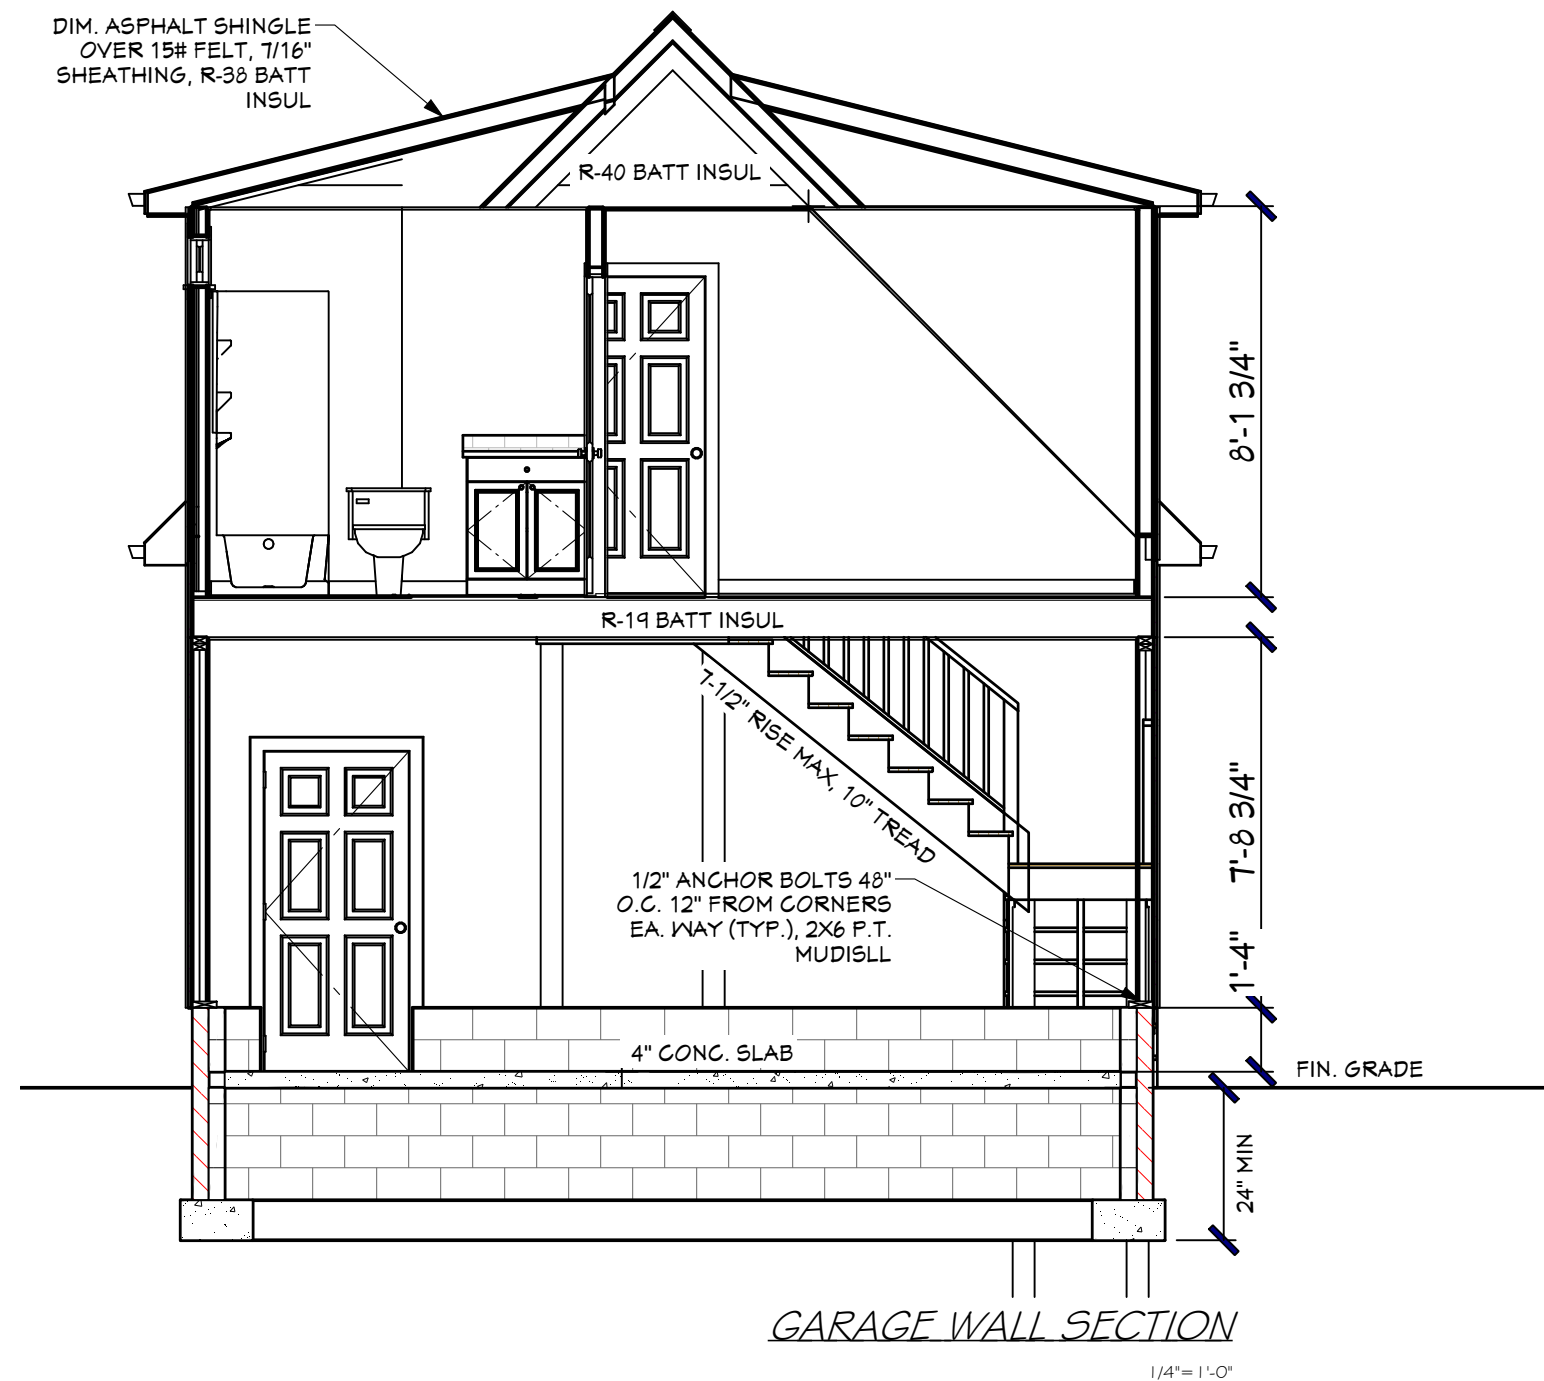 DIM. ASPHALT SHINGLE
OVER 15# FELT, 7/16"
SHEATHING, R-38 BATT
INSUL
R-40 BATT INSUL
8'-1 3/4"
R-19 BATT INSUL
7-1/2" RISE MAX, 10" TREAD
7'-8 3/4"
1/2" ANCHOR BOLTS 48"
O.C. 12" FROM CORNERS
EA. WAY (TYP.), 2X6 P.T.
MUDISLL
1'-4"
4" CONC. SLAB
FIN. GRADE
24" MIN
GARAGE WALL SECTION
1/4"=1'-0"